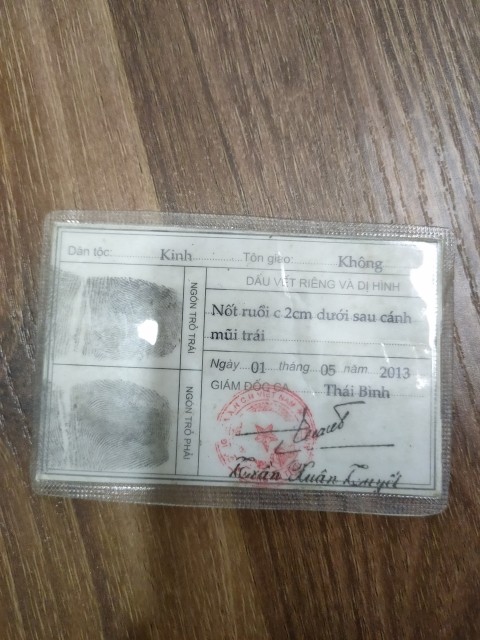 Dân tộc: Kinh Tôn giáo: Không
NGÓN TRỎ TRÁI
DẤU VẾT RIÊNG VÀ DỊ HÌNH
Nốt ruồi c 2cm dưới sau cánh
mũi trái
Ngày 01 tháng 05 năm 2013
GIÁM ĐỐC CA Thái Bình
NGÓN TRỎ PHẢI
Trần Xuân Tuyết